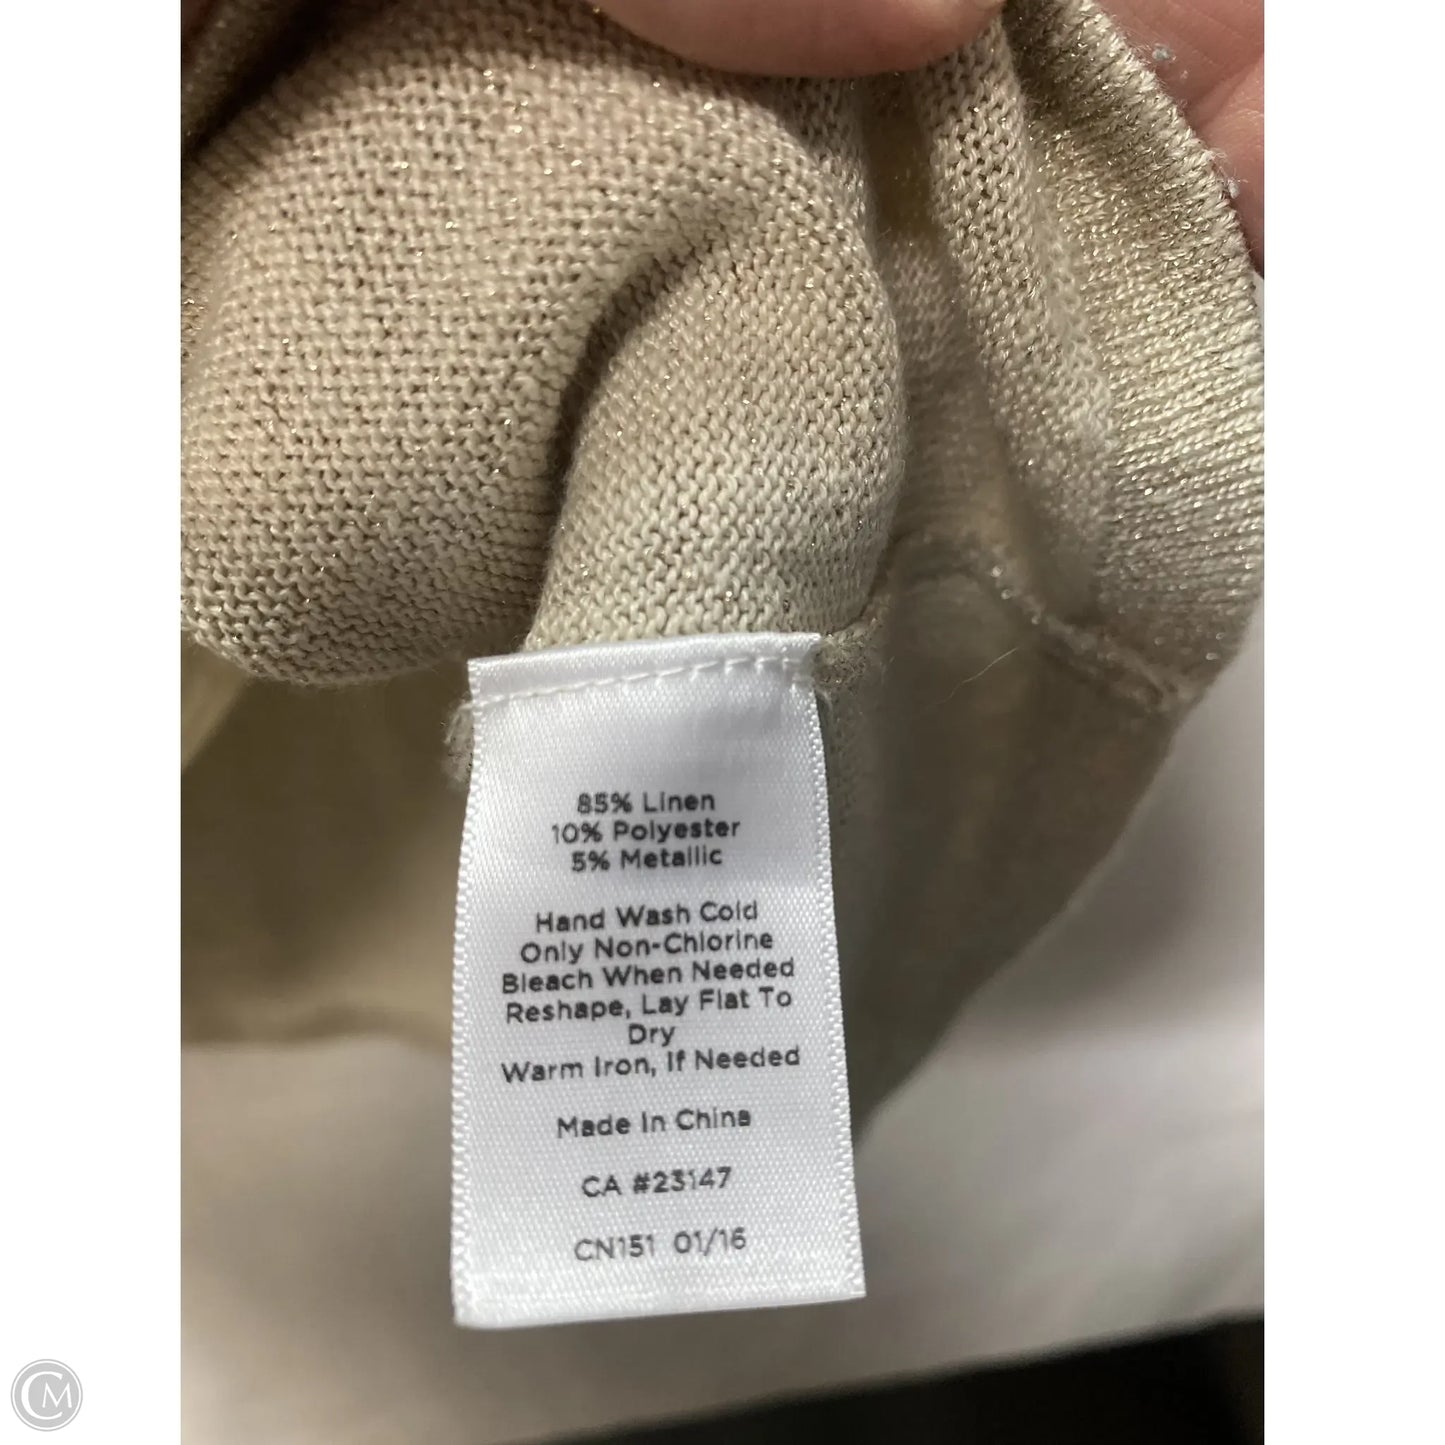 85% Linen
10% Polyester
5% Metallic
Hand Wash Cold
Only Non-Chlorine
Bleach When Needed
Reshape, Lay Flat To
Dry
Warm Iron, If Needed
Made In China
CA #23147
CN151 01/16
CM